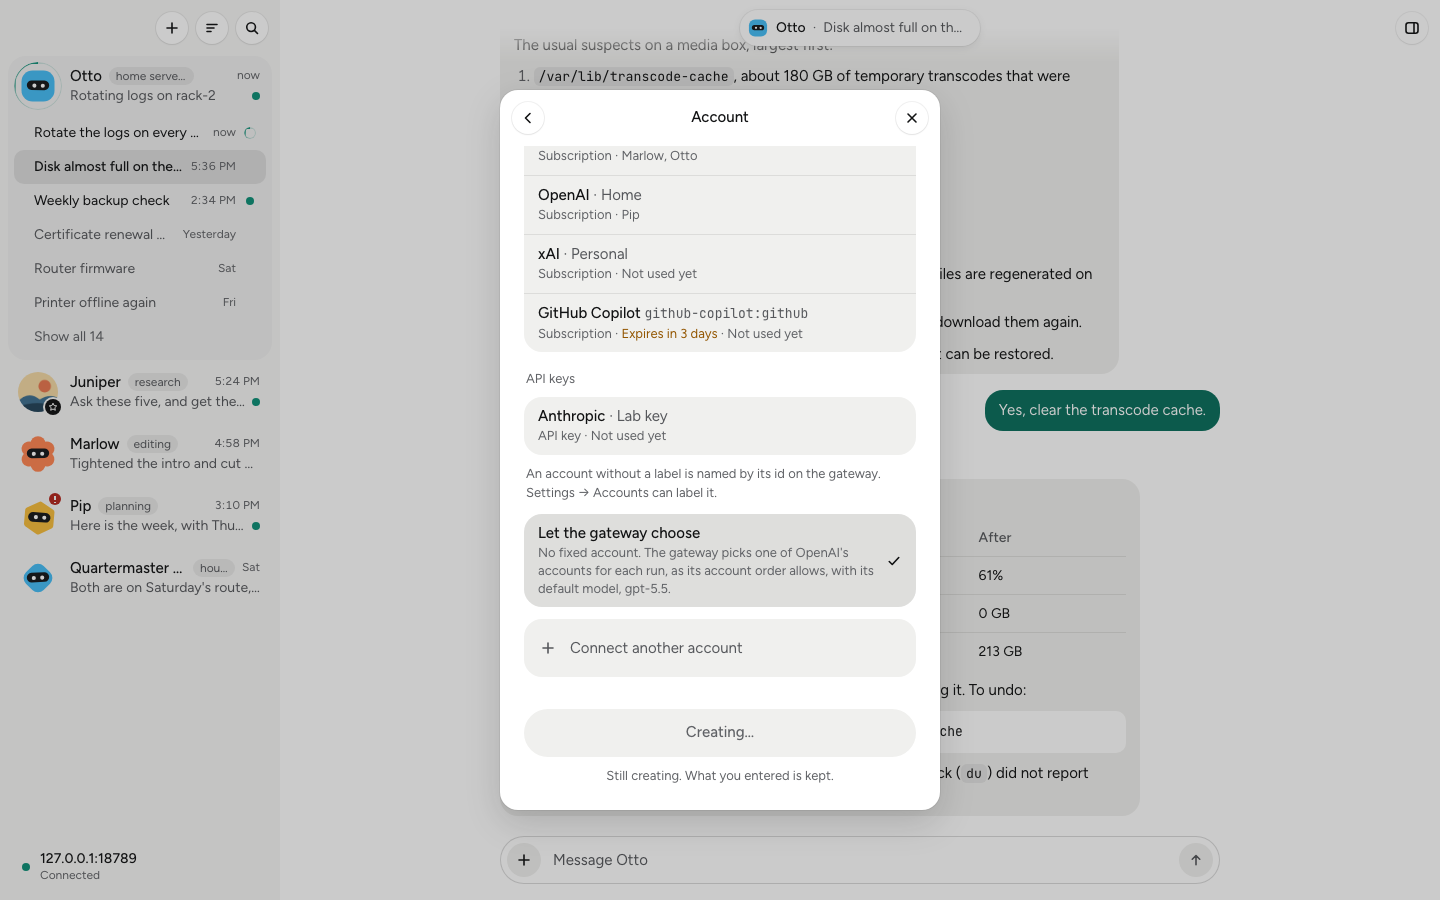 Otto
home serve...
now
Rotating logs on rack-2
Rotate the logs on every ...
now
Disk almost full on the...
5:36 PM
Weekly backup check
2:34 PM
Certificate renewal ...
Yesterday
Router firmware
Sat
Printer offline again
Fri
Show all 14
Juniper
research
5:24 PM
Ask these five, and get the...
Marlow
editing
4:58 PM
Tightened the intro and cut ...
Pip
planning
3:10 PM
Here is the week, with Thu...
Quartermaster ...
hou...
Sat
Both are on Saturday's route,...
127.0.0.1:18789
Connected
Otto · Disk almost full on th...
The usual suspects on a media box, largest first:
1. /var/lib/transcode-cache, about 180 GB of temporary transcodes that were
iles are regenerated on
download them again.
can be restored.
Yes, clear the transcode cache.
After
61%
0 GB
213 GB
g it. To undo:
che
ck (du) did not report
Message Otto
Account
Subscription · Marlow, Otto
OpenAI · Home
Subscription · Pip
xAI · Personal
Subscription · Not used yet
GitHub Copilot github-copilot:github
Subscription · Expires in 3 days · Not used yet
API keys
Anthropic · Lab key
API key · Not used yet
An account without a label is named by its id on the gateway.
Settings → Accounts can label it.
Let the gateway choose
No fixed account. The gateway picks one of OpenAI's
accounts for each run, as its account order allows, with its
default model, gpt-5.5.
Connect another account
Creating...
Still creating. What you entered is kept.